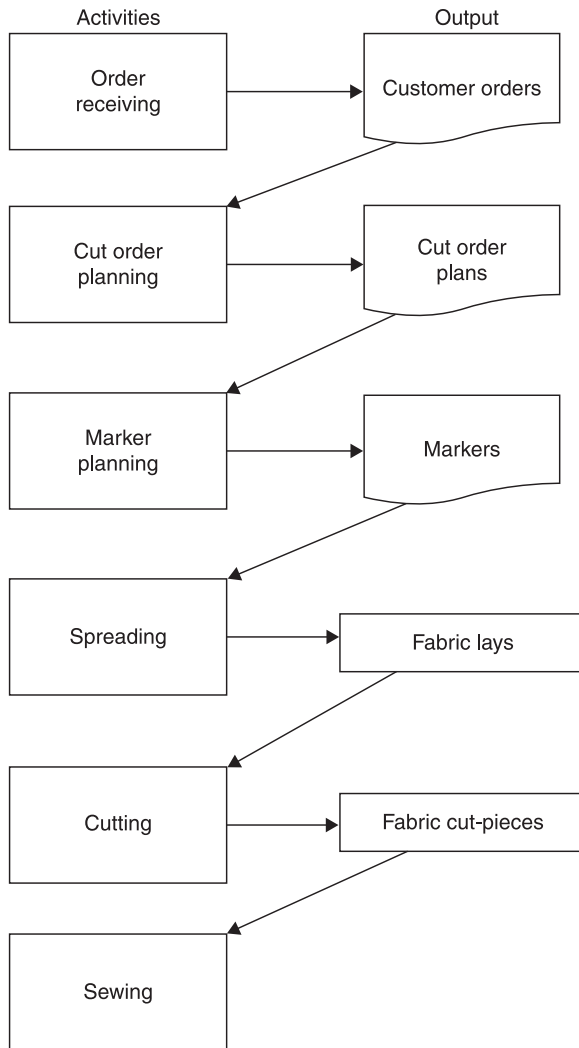 Activities
Output
Order
receiving
Customer orders
Cut order
planning
Cut order
plans
Marker
planning
Markers
Spreading
Fabric lays
Cutting
Fabric cut-pieces
Sewing